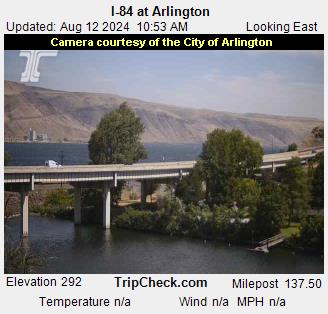 I-84 at Arlington
Updated: Aug 12 2024 10:53 AM Looking East
Camera courtesy of the City of Arlington
Elevation 292 TripCheck.com Milepost 137.50
Temperature n/a Wind n/a MPH n/a